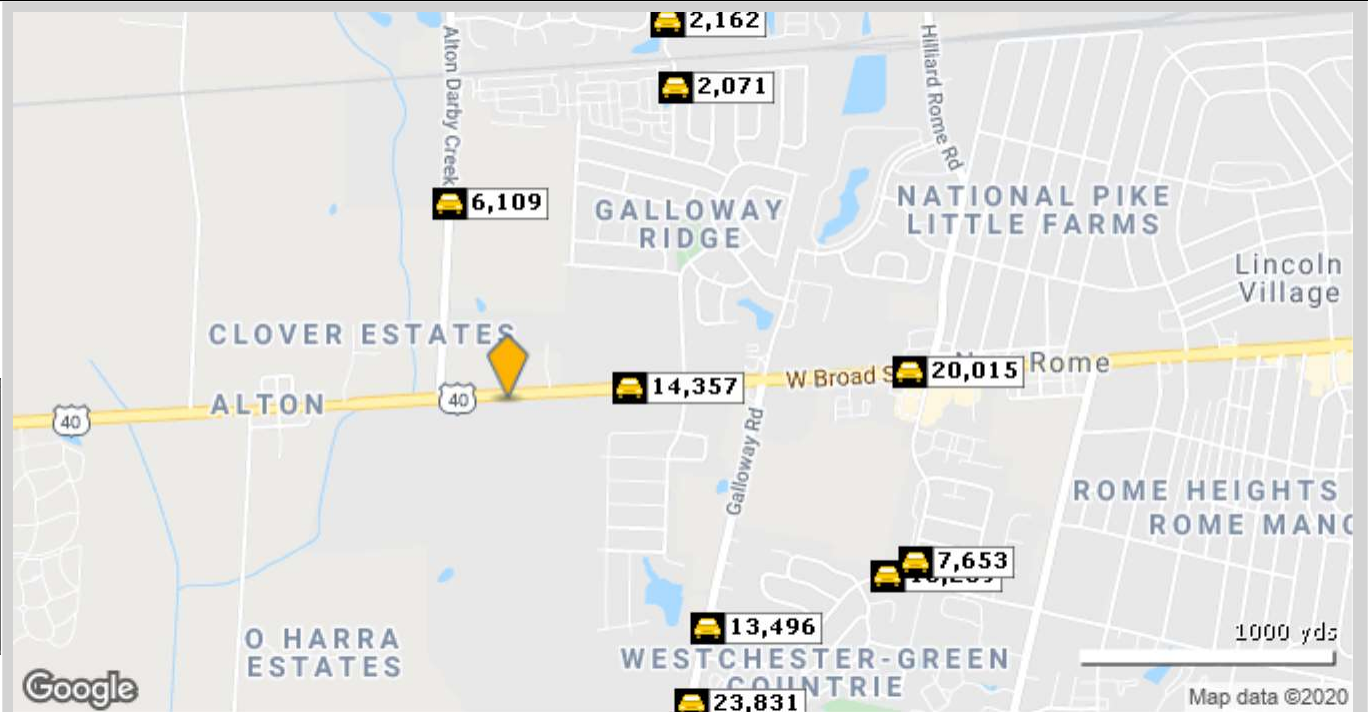 2,162
Alton Darby Creek
Hilliard Rome Rd
2,071
6,109
GALLOWAY
RIDGE
NATIONAL PIKE
LITTLE FARMS
Lincoln
Village
CLOVER ESTATES
20,015
Rome
14,357
W Broad S
40
ALTON
40
Galloway Rd
ROME HEIGHTS
ROME
7,653
13,496
1000 yds
O HARRA
ESTATES
WESTCHESTER-GREEN
COUNTRIE
23,831
Google
Map data ©2020